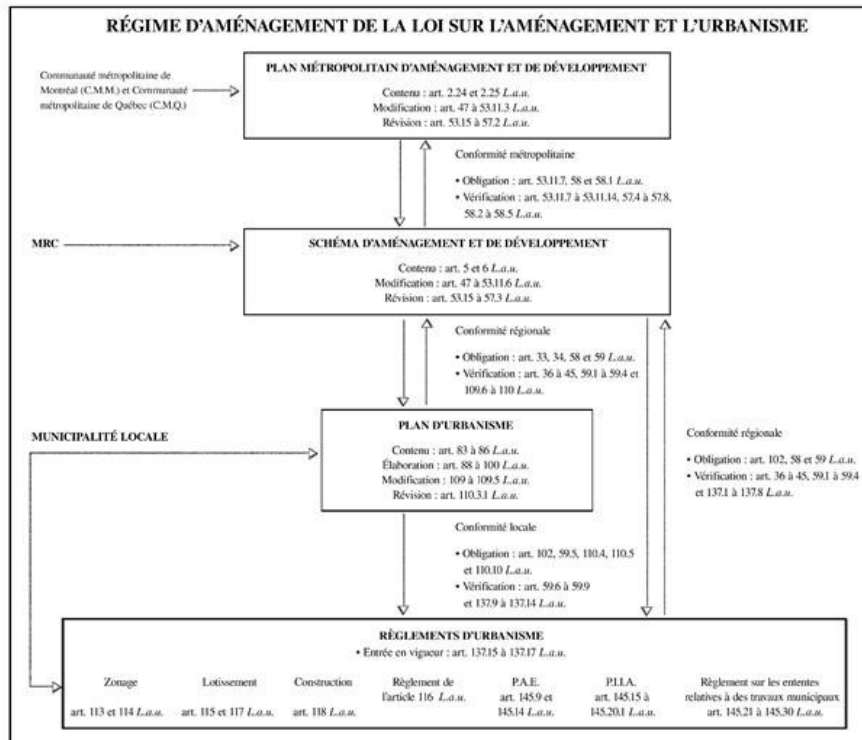 RÉGIME D'AMÉNAGEMENT DE LA LOI SUR L'AMÉNAGEMENT ET L'URBANISME
Communauté métropolitaine de
Montréal (C.M.M.) et Communauté
métropolitaine de Québec (C.M.Q.)
PLAN MÉTROPOLITAIN D'AMÉNAGEMENT ET DE DÉVELOPPEMENT
Contenu : art. 2.24 et 2.25 L.a.u.
Modification : art. 47 à 53.11.3 L.a.u.
Révision : art. 53.15 à 57.2 L.a.u.
Conformité métropolitaine
• Obligation : art. 53.11.7, 58 et 58.1 L.a.u.
• Vérification : art. 53.11.7 à 53.11.14, 57.4 à 57.8,
58.2 à 58.5 L.a.u.
MRC
SCHÉMA D'AMÉNAGEMENT ET DE DÉVELOPPEMENT
Contenu : art. 5 et 6 L.a.u.
Modification : art. 47 à 53.11.6 L.a.u.
Révision : art. 53.15 à 57.3 L.a.u.
Conformité régionale
• Obligation : art. 33, 34, 58 et 59 L.a.u.
• Vérification : art. 36 à 45, 59.1 à 59.4 et
109.6 à 110 L.a.u.
MUNICIPALITÉ LOCALE
PLAN D'URBANISME
Contenu : art. 83 à 86 L.a.u.
Élaboration : art. 88 à 100 L.a.u.
Modification : 109 à 109.5 L.a.u.
Révision : art. 110.3.1 L.a.u.
Conformité régionale
• Obligation : art. 102, 58 et 59 L.a.u.
• Vérification : art. 36 à 45, 59.1 à 59.4
et 137.1 à 137.8 L.a.u.
Conformité locale
• Obligation : art. 102, 59.5, 110.4, 110.5
et 110.10 L.a.u.
• Vérification : art. 59.6 à 59.9
et 137.9 à 137.14 L.a.u.
RÈGLEMENTS D'URBANISME
• Entrée en vigueur : art. 137.15 à 137.17 L.a.u.
Zonage
art. 113 et 114 L.a.u.
Lotissement
art. 115 et 117 L.a.u.
Construction
art. 118 L.a.u.
Règlement de
l'article 116 L.a.u.
P.A.E.
art. 145.9 et
145.14 L.a.u.
P.I.I.A.
art. 145.15 à
145.20.1 L.a.u.
Règlement sur les ententes
relatives à des travaux municipaux
art. 145.21 à 145.30 L.a.u.